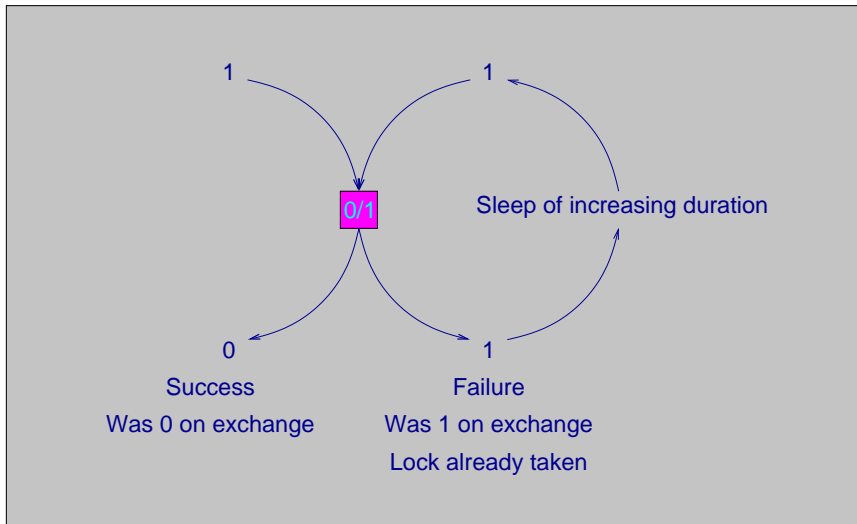 1
1
0/1
Sleep of increasing duration
0
1
Success
Failure
Was 0 on exchange
Was 1 on exchange
Lock already taken